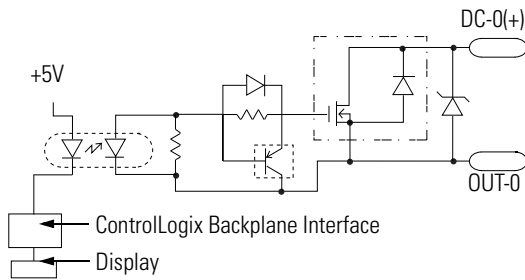 DC-0(+)
+5V
OUT-0
ControlLogix Backplane Interface
Display